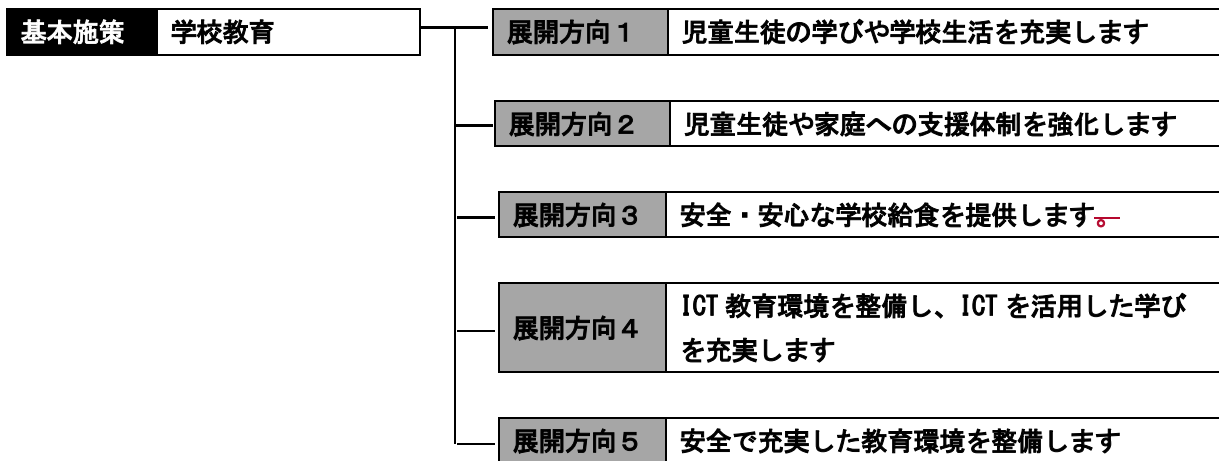 基本施策 学校教育
展開方向１ 児童生徒の学びや学校生活を充実します
展開方向２ 児童生徒や家庭への支援体制を強化します
展開方向３ 安全・安心な学校給食を提供します。
展開方向４ ICT教育環境を整備し、ICTを活用した学び
を充実します
展開方向５ 安全で充実した教育環境を整備します